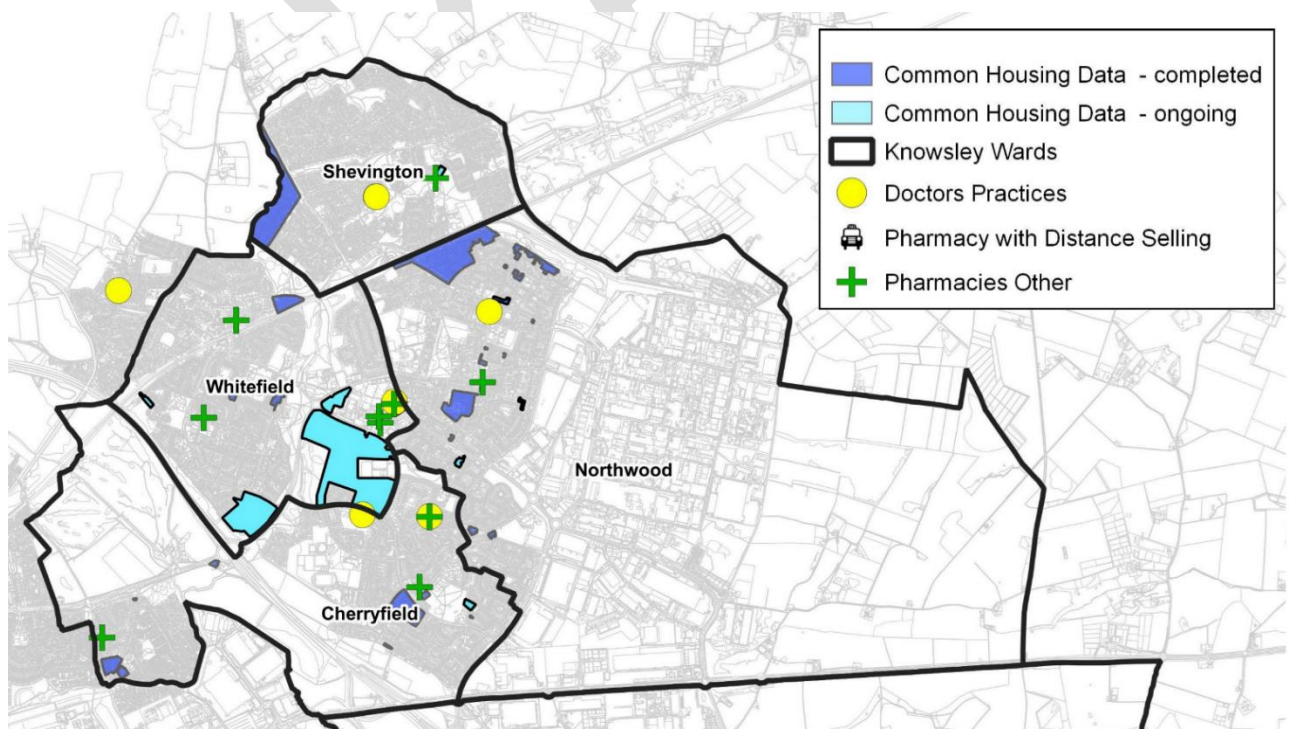 Common Housing Data - completed
Common Housing Data - ongoing
Knowsley Wards
Doctors Practices
Pharmacy with Distance Selling
Pharmacies Other
Shevington
Whitefield
Northwood
Cherryfield